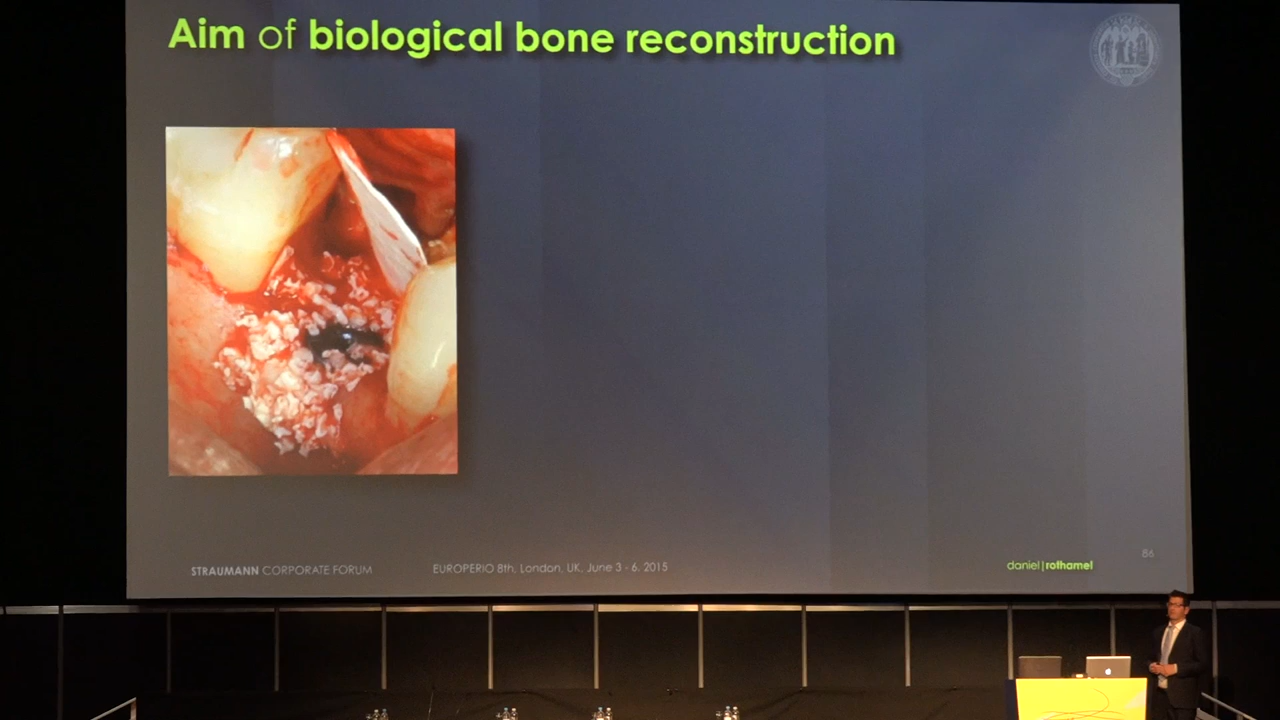 Aim of biological bone reconstruction
86
STRAUMANN CORPORATE FORUM
EUROPERIO 8th, London, UK, June 3 - 6, 2015
daniel|rothamel